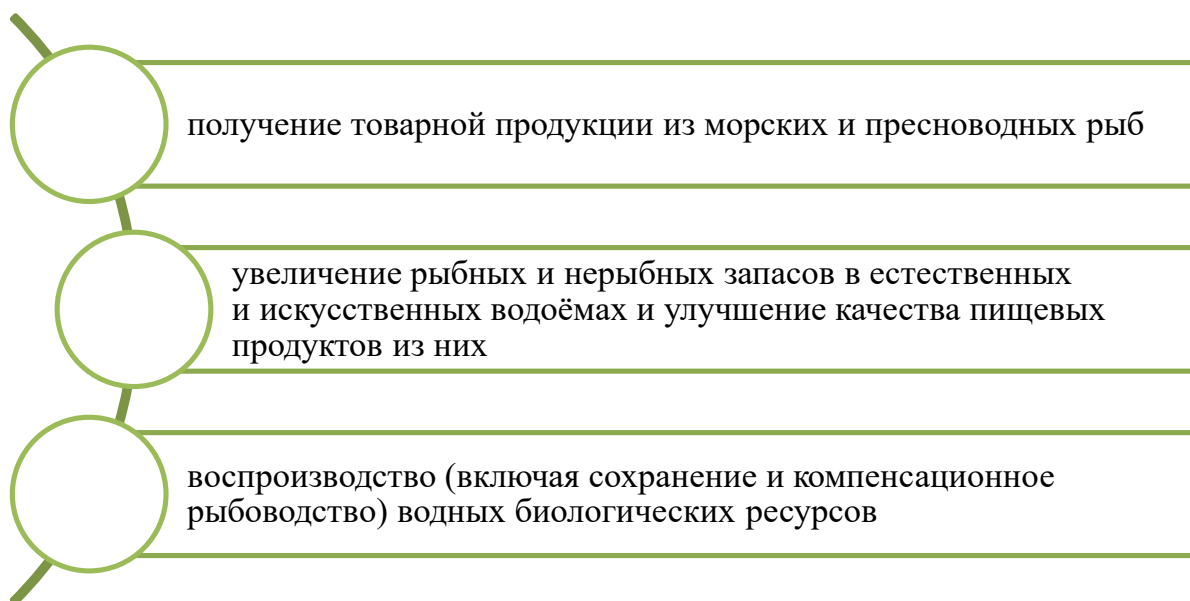 получение товарной продукции из морских и пресноводных рыб
увеличение рыбных и нерыбных запасов в естественных
и искусственных водоёмах и улучшение качества пищевых
продуктов из них
воспроизводство (включая сохранение и компенсационное
рыбоводство) водных биологических ресурсов